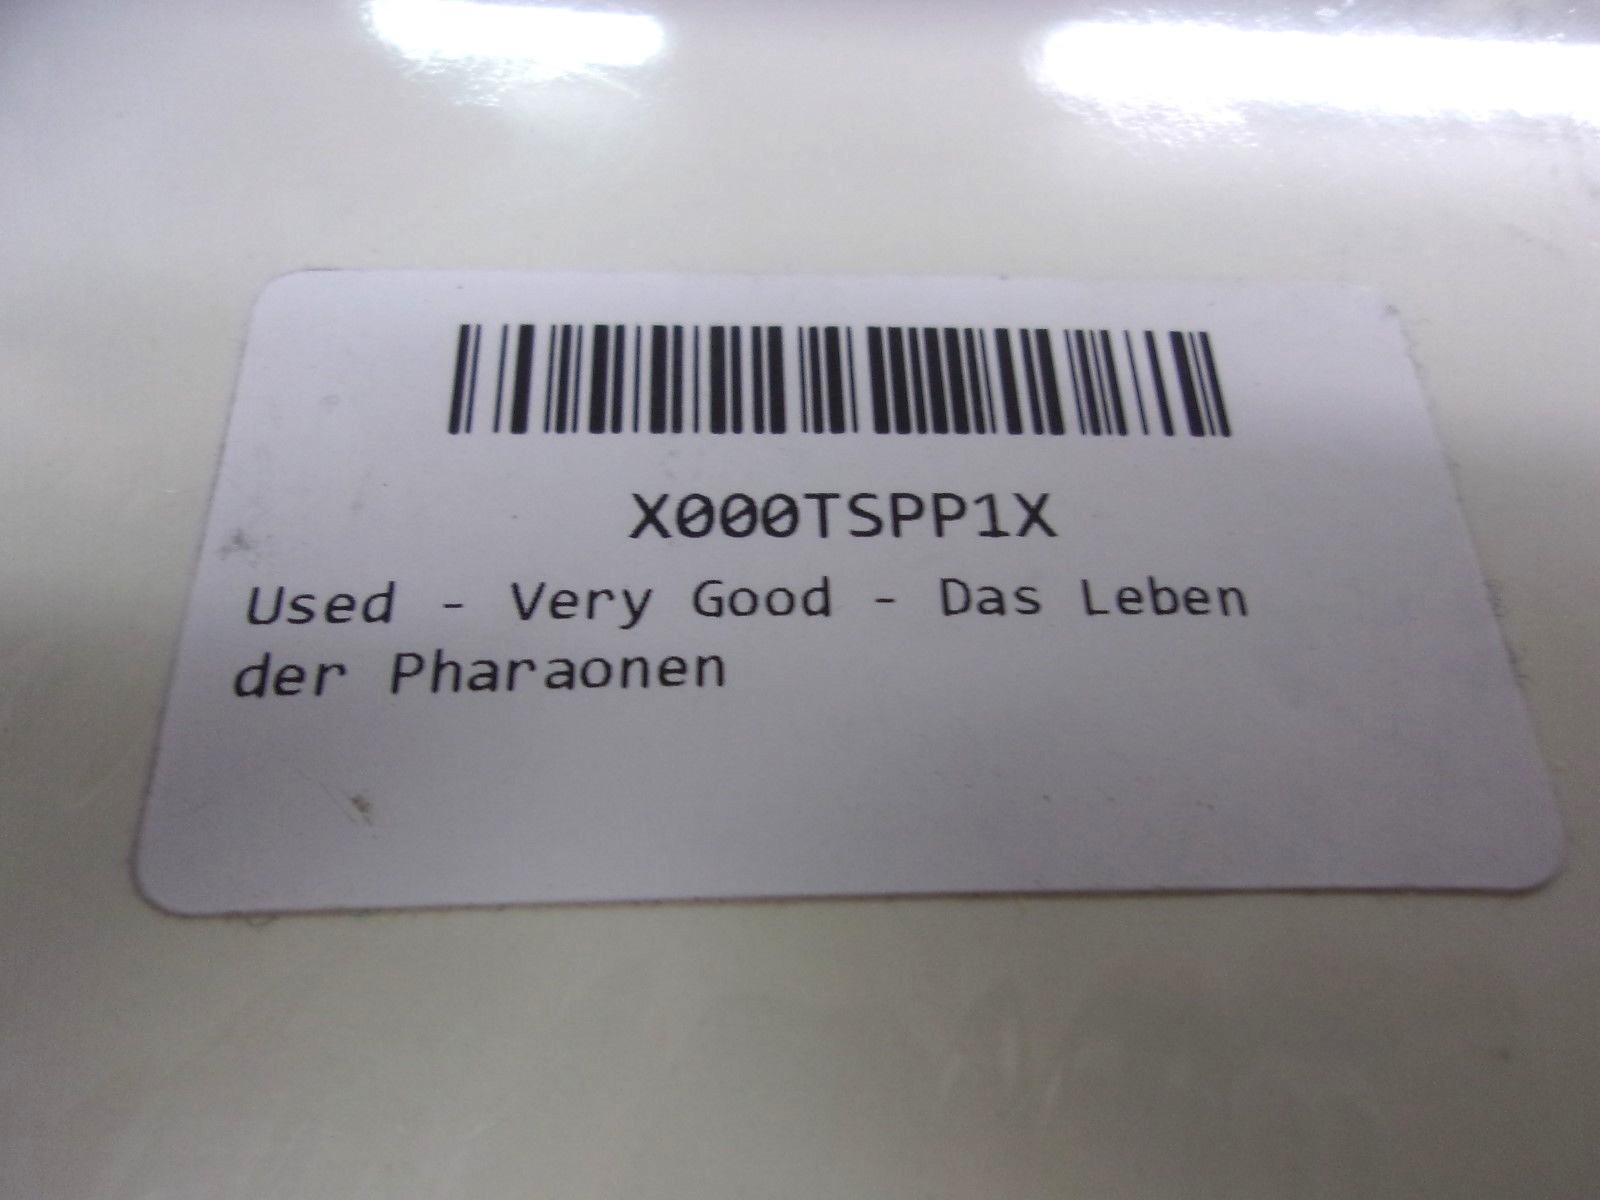 X000TSPP1X
Used - Very Good - Das Leben
der Pharaonen